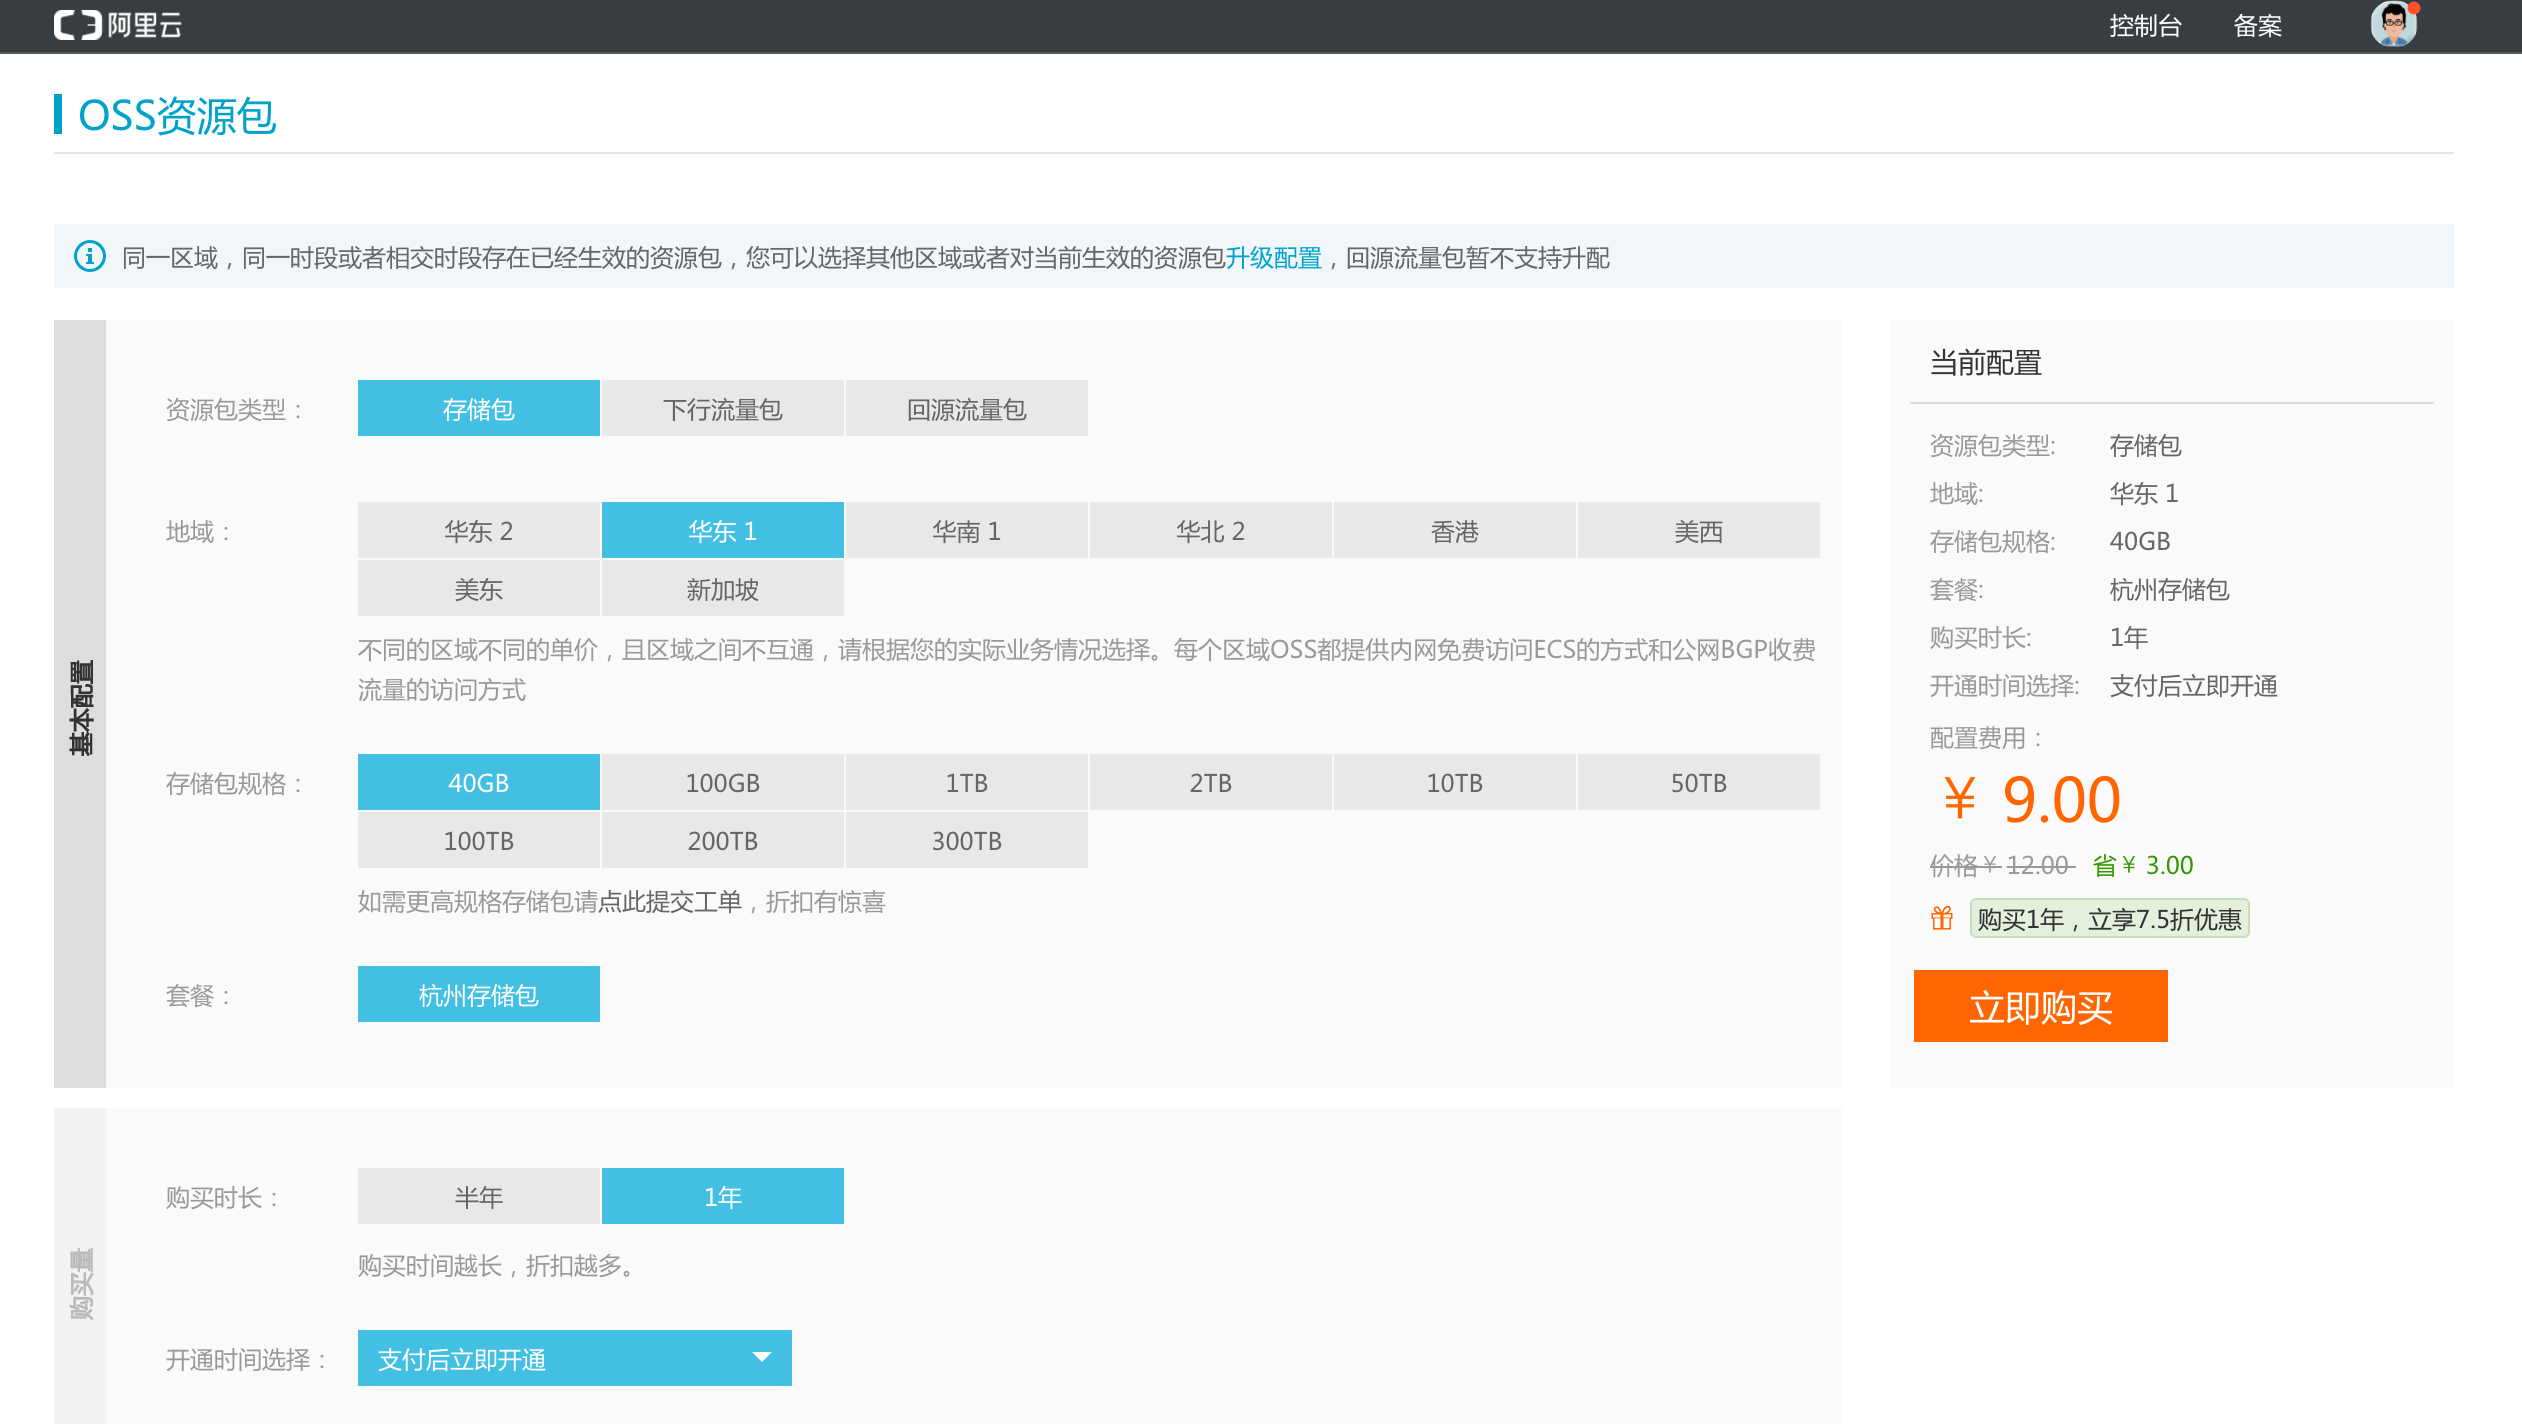 阿里云
控制台 备案
OSS资源包
同一区域，同一时段或者相交时段存在已经生效的资源包，您可以选择其他区域或者对当前生效的资源包升级配置，回源流量包暂不支持升配
基本配置
资源包类型： 存储包 下行流量包 回源流量包
地域： 华东 2 华东 1 华南 1 华北 2 香港 美西
美东 新加坡
不同的区域不同的单价，且区域之间不互通，请根据您的实际业务情况选择。每个区域OSS都提供内网免费访问ECS的方式和公网BGP收费
流量的访问方式
存储包规格： 40GB 100GB 1TB 2TB 10TB 50TB
100TB 200TB 300TB
如需更高规格存储包请点此提交工单，折扣有惊喜
套餐： 杭州存储包
当前配置
资源包类型: 存储包
地域: 华东 1
存储包规格: 40GB
套餐: 杭州存储包
购买时长: 1年
开通时间选择: 支付后立即开通
配置费用：
¥ 9.00
价格¥ 12.00 省¥ 3.00
购买1年，立享7.5折优惠
立即购买
购买量
购买时长： 半年 1年
购买时间越长，折扣越多。
开通时间选择： 支付后立即开通